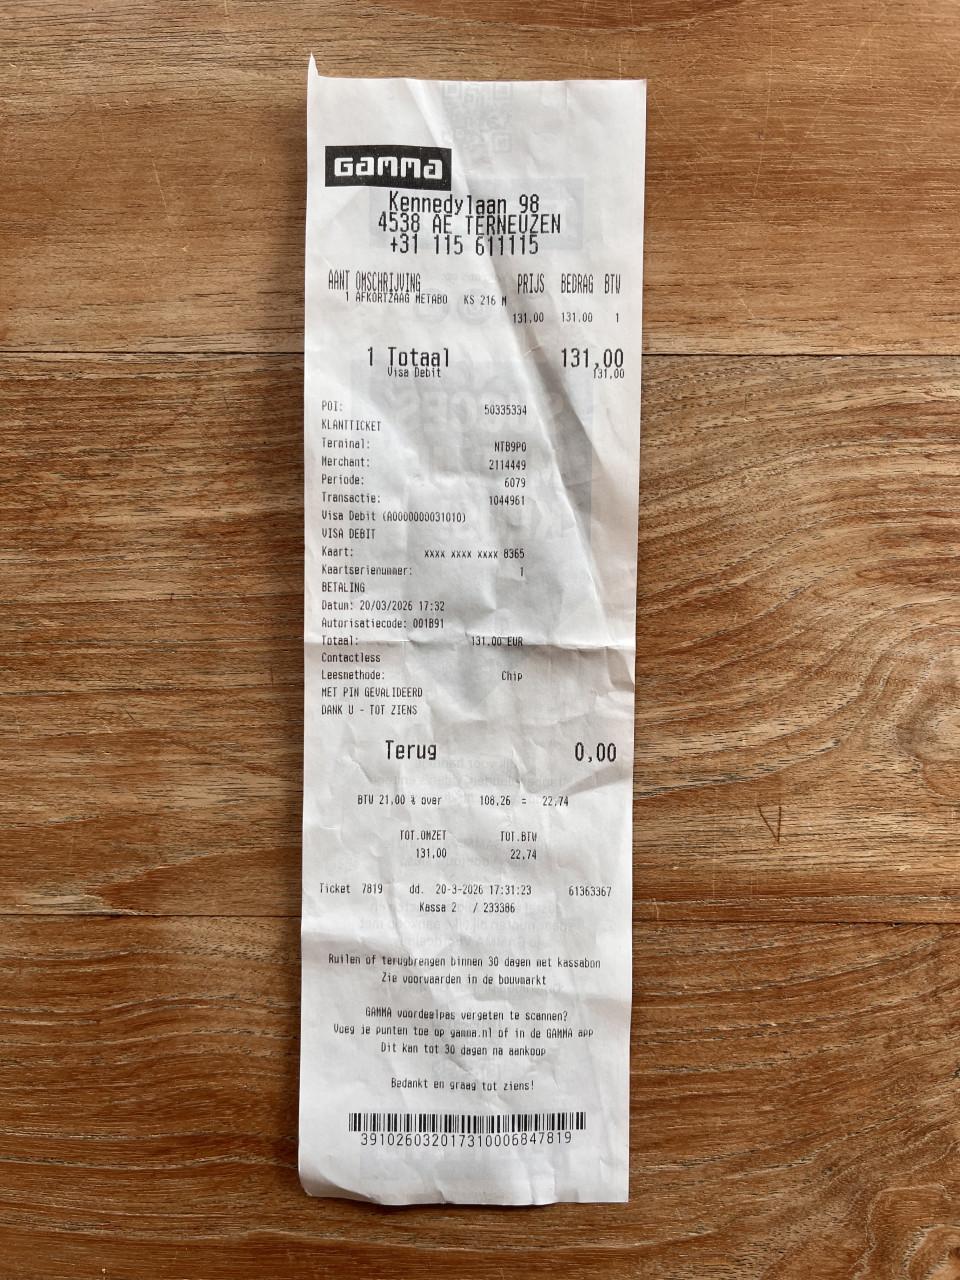 GAMMA
Kennedylaan 98
4538 AE TERNEUZEN
+31 115 611115
AANT OMSCHRIJVING PRIJS BEDRAG BTW
1 AFKORTZAAG METABO KS 216 M
131,00 131.00 1
1 Totaal 131,00
Visa Debit 131,00
POI: 50335334
KLANTTICKET
Terminal: NTB9P0
Merchant: 2114449
Periode: 6079
Transactie: 1044961
Visa Debit (A0000000031010)
VISA DEBIT
Kaart: xxxx xxxx xxxx 8365
Kaartserienummer: 1
BETALING
Datum: 20/03/2026 17:32
Autorisatiecode: 001B91
Totaal: 131.00 EUR
Contactless
Leesmethode: Chip
MET PIN GEVALIDEERD
DANK U - TOT ZIENS
Terug 0,00
BTW 21,00 % over 108,26 = 22,74
TOT.OMZET TOT.BTW
131,00 22,74
Ticket 7819 dd. 20-3-2026 17:31:23 61363367
Kassa 2 / 233386
Ruilen of terugbrengen binnen 30 dagen met kassabon
Zie voorwaarden in de bouwmarkt
GAMMA voordeelpas vergeten te scannen?
Voeg je punten toe op gamma.nl of in de GAMMA app
Dit kan tot 30 dagen na aankoop
Bedankt en graag tot ziens!
391026032017310006847819